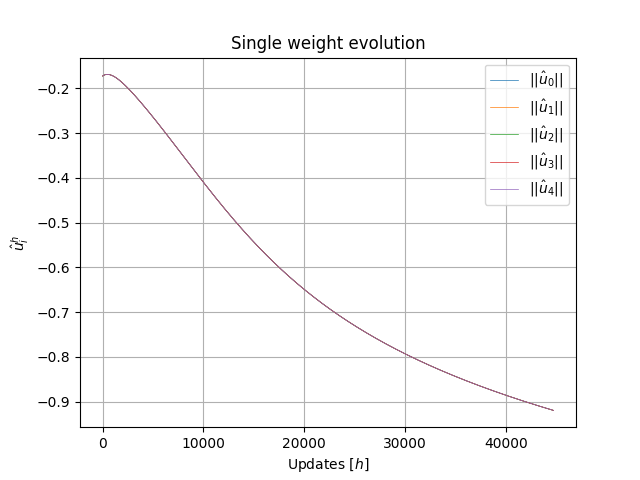 Single weight evolution
||û₀||
||û₁||
||û₂||
||û₃||
||û₄||
−0.2
−0.3
−0.4
−0.5
−0.6
−0.7
−0.8
−0.9
ûᵢʰ
0 10000 20000 30000 40000
Updates [h]